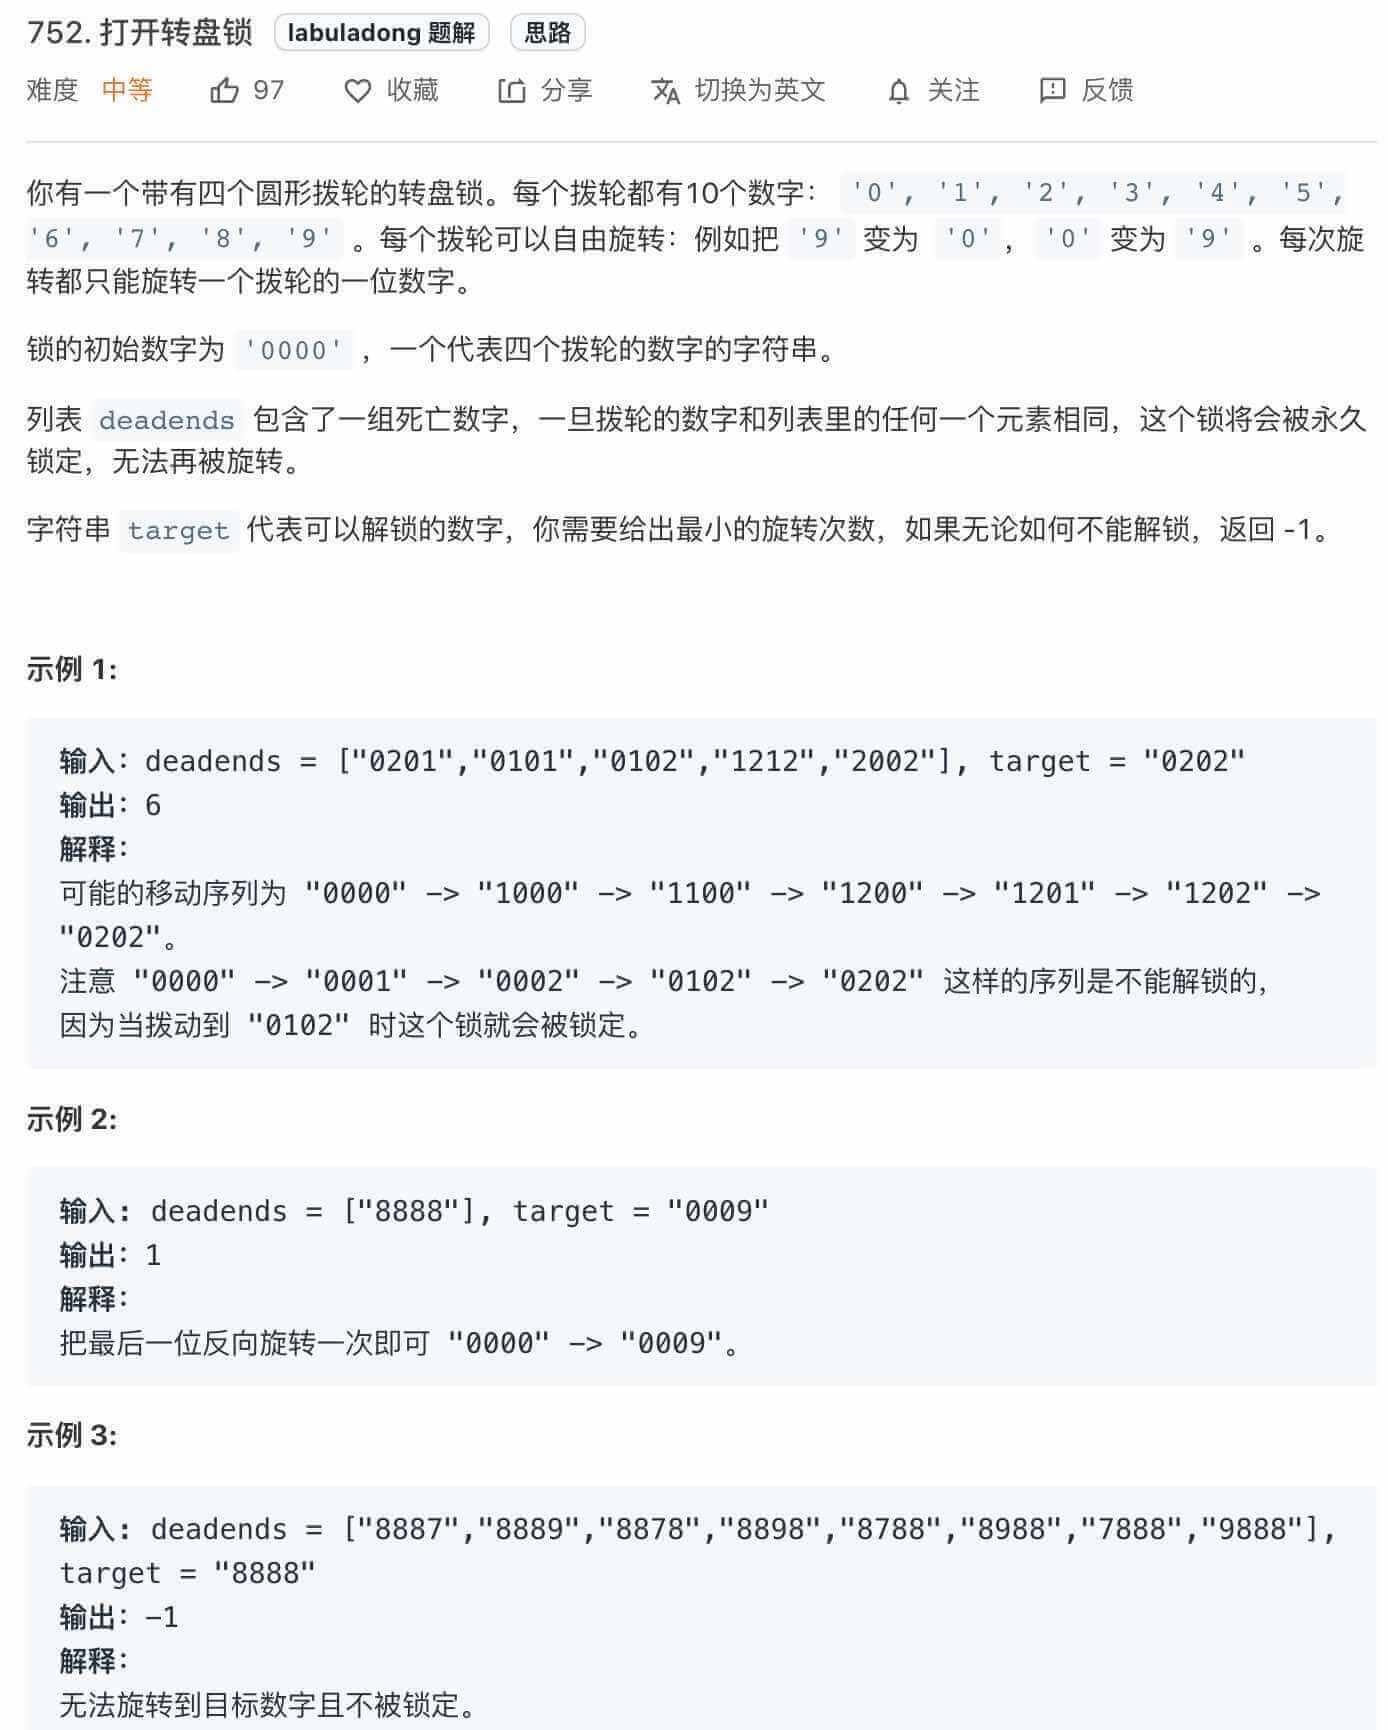 752. 打开转盘锁 labuladong 题解 思路
难度 中等 97 收藏 分享 切换为英文 关注 反馈
你有一个带有四个圆形拨轮的转盘锁。每个拨轮都有10个数字： '0', '1', '2', '3', '4', '5',
'6', '7', '8', '9' 。每个拨轮可以自由旋转：例如把 '9' 变为 '0'， '0' 变为 '9' 。每次旋
转都只能旋转一个拨轮的一位数字。
锁的初始数字为 '0000' ，一个代表四个拨轮的数字的字符串。
列表 deadends 包含了一组死亡数字，一旦拨轮的数字和列表里的任何一个元素相同，这个锁将会被永久
锁定，无法再被旋转。
字符串 target 代表可以解锁的数字，你需要给出最小的旋转次数，如果无论如何不能解锁，返回 -1。
示例 1:
输入：deadends = ["0201","0101","0102","1212","2002"], target = "0202"
输出：6
解释：
可能的移动序列为 "0000" -> "1000" -> "1100" -> "1200" -> "1201" -> "1202" ->
"0202"。
注意 "0000" -> "0001" -> "0002" -> "0102" -> "0202" 这样的序列是不能解锁的，
因为当拨动到 "0102" 时这个锁就会被锁定。
示例 2:
输入: deadends = ["8888"], target = "0009"
输出：1
解释：
把最后一位反向旋转一次即可 "0000" -> "0009"。
示例 3:
输入: deadends = ["8887","8889","8878","8898","8788","8988","7888","9888"],
target = "8888"
输出：-1
解释：
无法旋转到目标数字且不被锁定。